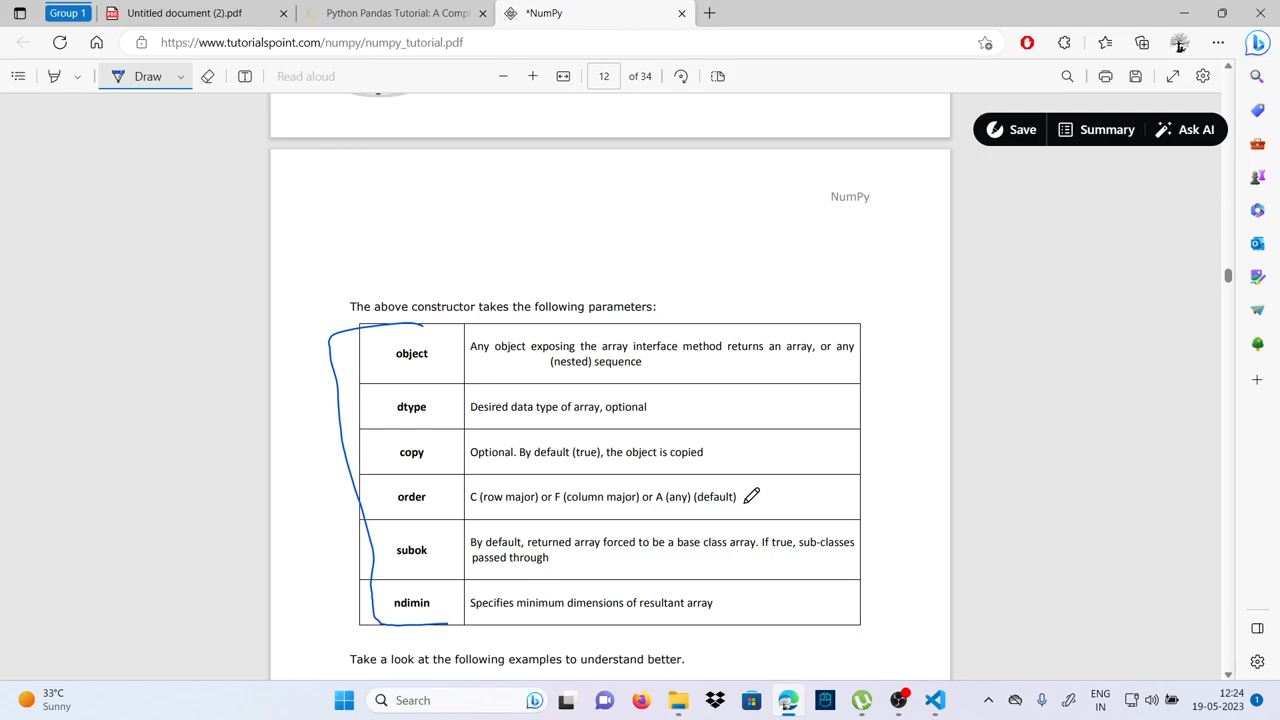 Group 1
Untitled document (2).pdf
Python Pandas Tutorial: A Compl
*NumPy
https://www.tutorialspoint.com/numpy/numpy_tutorial.pdf
Draw
Read aloud
12 of 34
Save
Summary
Ask AI
NumPy
The above constructor takes the following parameters:
object
Any object exposing the array interface method returns an array, or any
(nested) sequence
dtype
Desired data type of array, optional
copy
Optional. By default (true), the object is copied
order
C (row major) or F (column major) or A (any) (default)
subok
By default, returned array forced to be a base class array. If true, sub-classes
passed through
ndimin
Specifies minimum dimensions of resultant array
Take a look at the following examples to understand better.
33°C
Sunny
Search
ENG
IN
12:24
19-05-2023
1